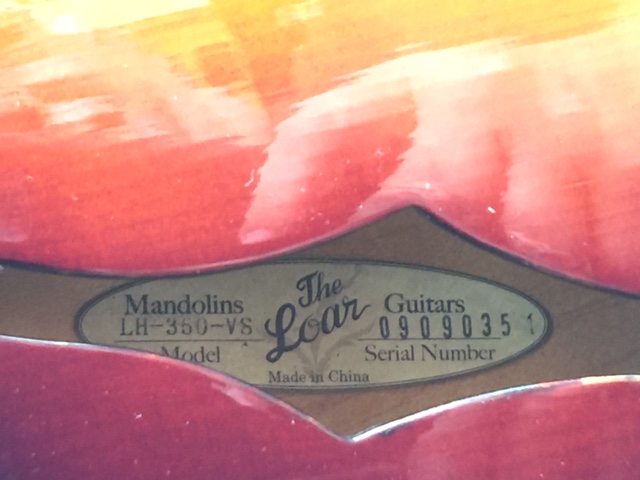 The
Mandolins Loar Guitars
LH-350-VS 09090351
Model Serial Number
Made in China